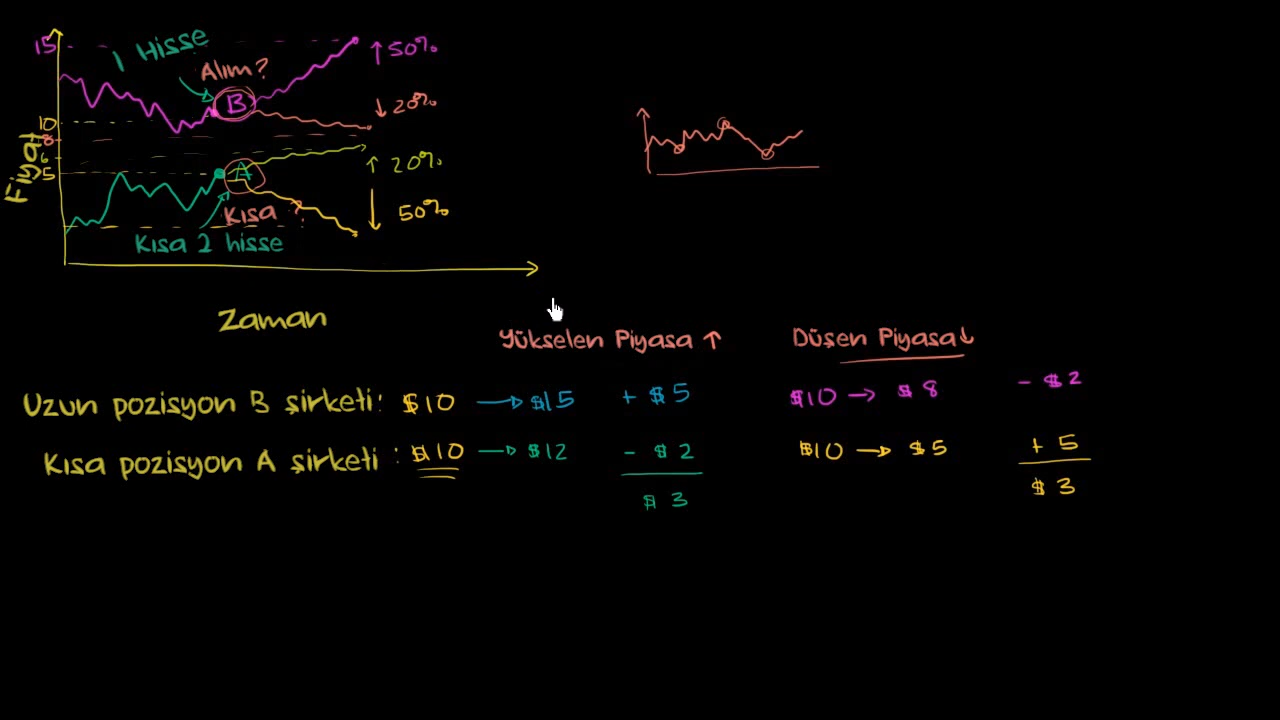 15
1 Hisse
Alım?
B
↑ 50%
10
↓ 20%
8
6
5
A
↑ 20%
Kısa ?
↓ 50%
Kısa 2 hisse
Fiyat
Zaman
Yükselen Piyasa ↑ Düşen Piyasa ↓
Uzun pozisyon B şirketi: $10 → $15 + $5 $10 → $8 - $2
Kısa pozisyon A şirketi : $10 → $12 - $2 $10 → $5 + 5
$3 $3